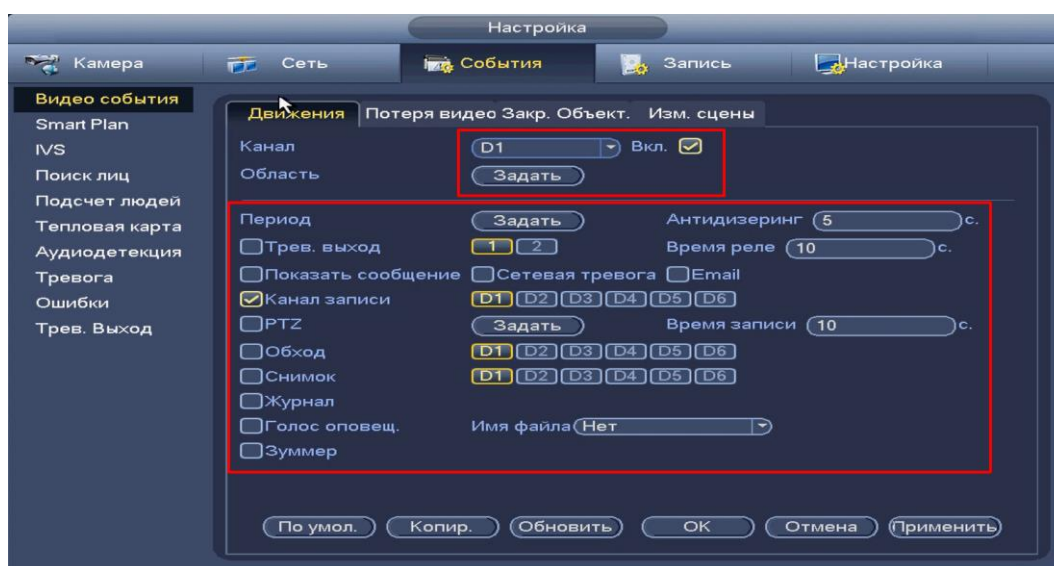 Настройка
Камера Сеть События Запись Настройка
Видео события
Smart Plan
IVS
Поиск лиц
Подсчет людей
Тепловая карта
Аудиодетекция
Тревога
Ошибки
Трев. Выход
Движения Потеря видео Закр. Объект. Изм. сцены
Канал D1 Вкл.
Область Задать
Период Задать Антидизеринг 5 с.
Трев. выход 1 2 Время реле 10 с.
Показать сообщение Сетевая тревога Email
Канал записи D1 D2 D3 D4 D5 D6
PTZ Задать Время записи 10 с.
Обход D1 D2 D3 D4 D5 D6
Снимок D1 D2 D3 D4 D5 D6
Журнал
Голос оповещ. Имя файла Нет
Зуммер
По умол. Копир. Обновить OK Отмена Применить